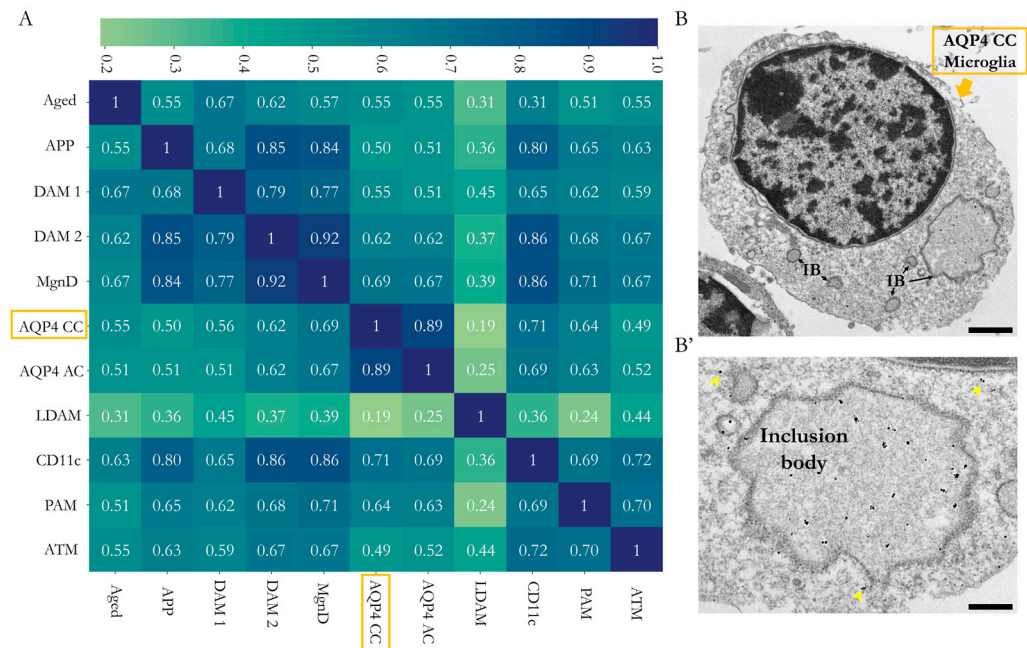 A
0.2 0.3 0.4 0.5 0.6 0.7 0.8 0.9 1.0
Aged 1 0.55 0.67 0.62 0.57 0.55 0.55 0.31 0.31 0.51 0.55
APP 0.55 1 0.68 0.85 0.84 0.50 0.51 0.36 0.80 0.65 0.63
DAM 1 0.67 0.68 1 0.79 0.77 0.55 0.51 0.45 0.65 0.62 0.59
DAM 2 0.62 0.85 0.79 1 0.92 0.62 0.62 0.37 0.86 0.68 0.67
MgnD 0.67 0.84 0.77 0.92 1 0.69 0.67 0.39 0.86 0.71 0.67
AQP4 CC 0.55 0.50 0.56 0.62 0.69 1 0.89 0.19 0.71 0.64 0.49
AQP4 AC 0.51 0.51 0.51 0.62 0.67 0.89 1 0.25 0.69 0.63 0.52
LDAM 0.31 0.36 0.45 0.37 0.39 0.19 0.25 1 0.36 0.24 0.44
CD11c 0.63 0.80 0.65 0.86 0.86 0.71 0.69 0.36 1 0.69 0.72
PAM 0.51 0.65 0.62 0.68 0.71 0.64 0.63 0.24 0.69 1 0.70
ATM 0.55 0.63 0.59 0.67 0.67 0.49 0.52 0.44 0.72 0.70 1
Aged APP DAM 1 DAM 2 MgnD AQP4 CC AQP4 AC LDAM CD11c PAM ATM
B
AQP4 CC
Microglia
IB
IB
IB
B'
Inclusion
body